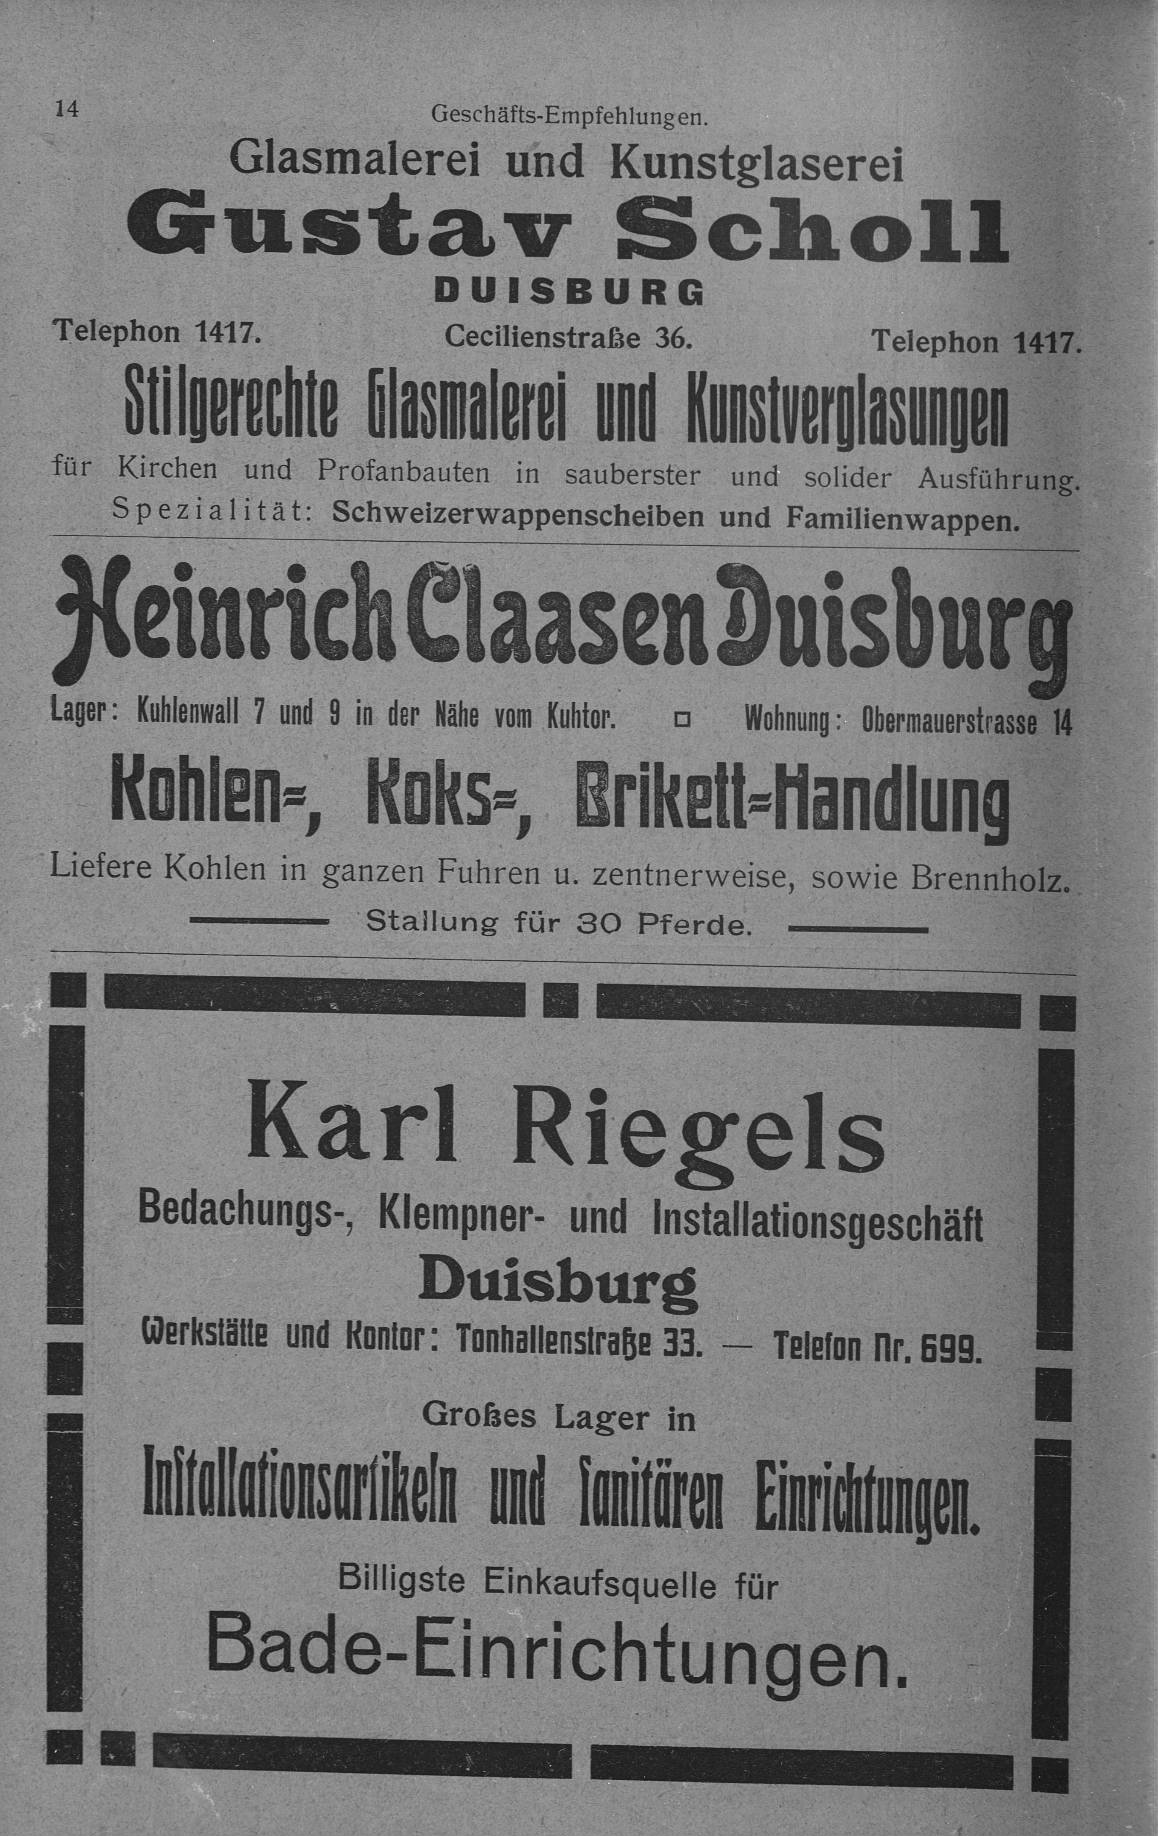 14
Geschäfts-Empfehlungen.
Glasmalerei und Kunstglaserei
Gustav Scholl
DUISBURG
Telephon 1417. Cecilienstraße 36. Telephon 1417.
Stilgerechte Glasmalerei und Kunstverglasungen
für Kirchen und Profanbauten in sauberster und solider Ausführung.
Spezialität: Schweizerwappenscheiben und Familienwappen.
Heinrich Claasen Duisburg
Lager: Kuhlenwall 7 und 9 in der Nähe vom Kuhtor. □ Wohnung: Obermauerstrasse 14
Kohlen-, Koks-, Brikett-Handlung
Liefere Kohlen in ganzen Fuhren u. zentnerweise, sowie Brennholz.
Stallung für 30 Pferde.
Karl Riegels
Bedachungs-, Klempner- und Installationsgeschäft
Duisburg
Werkstätte und Kontor: Tonhallenstraße 33. — Telefon Nr. 699.
Großes Lager in
Inſtallationsartikeln und ſanitären Einrichtungen.
Billigste Einkaufsquelle für
Bade-Einrichtungen.